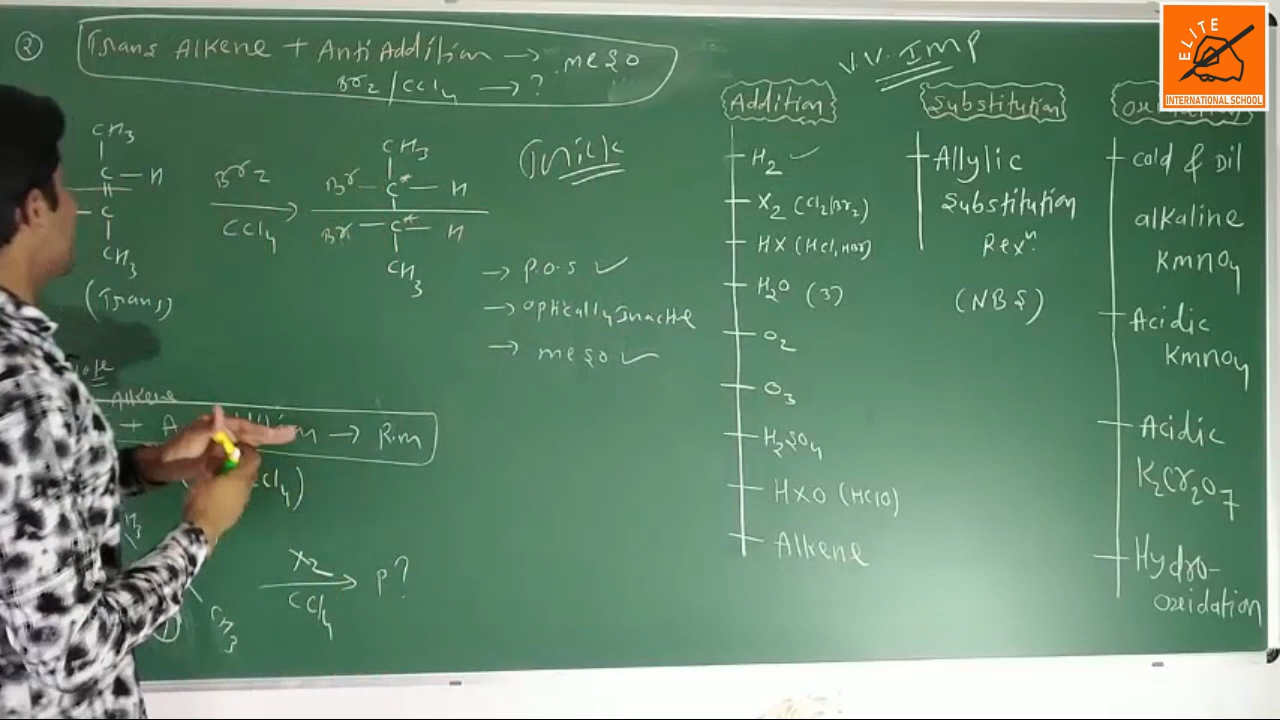 ②
Trans Alkene + Anti Addition → meso
Br2 / CCl4 → ?
CH3
C — H
C
CH3
(Trans)
Br2
CCl4
CH3
Br — C* — H
Br — C* — H
CH3
Trick
→ P.O.S ✓
→ optically Inactive
→ meso ✓
Alkene
+ A → R.m
Cl4)
CH3
X2
CCl4
P?
①
V.V. IMP
Addition
H2 ✓
X2 (Cl2/Br2)
HX (HCl, HBr)
H2O (3)
O2
O3
H2SO4
HXO (HClO)
Alkene
Substitution
Allylic
Substitution
Rexn.
(NBS)
cold & Dil
alkaline
KmnO4
Acidic
KmnO4
Acidic
K2Cr2O7
Hydro-
oxidation
ELITE
INTERNATIONAL SCHOOL